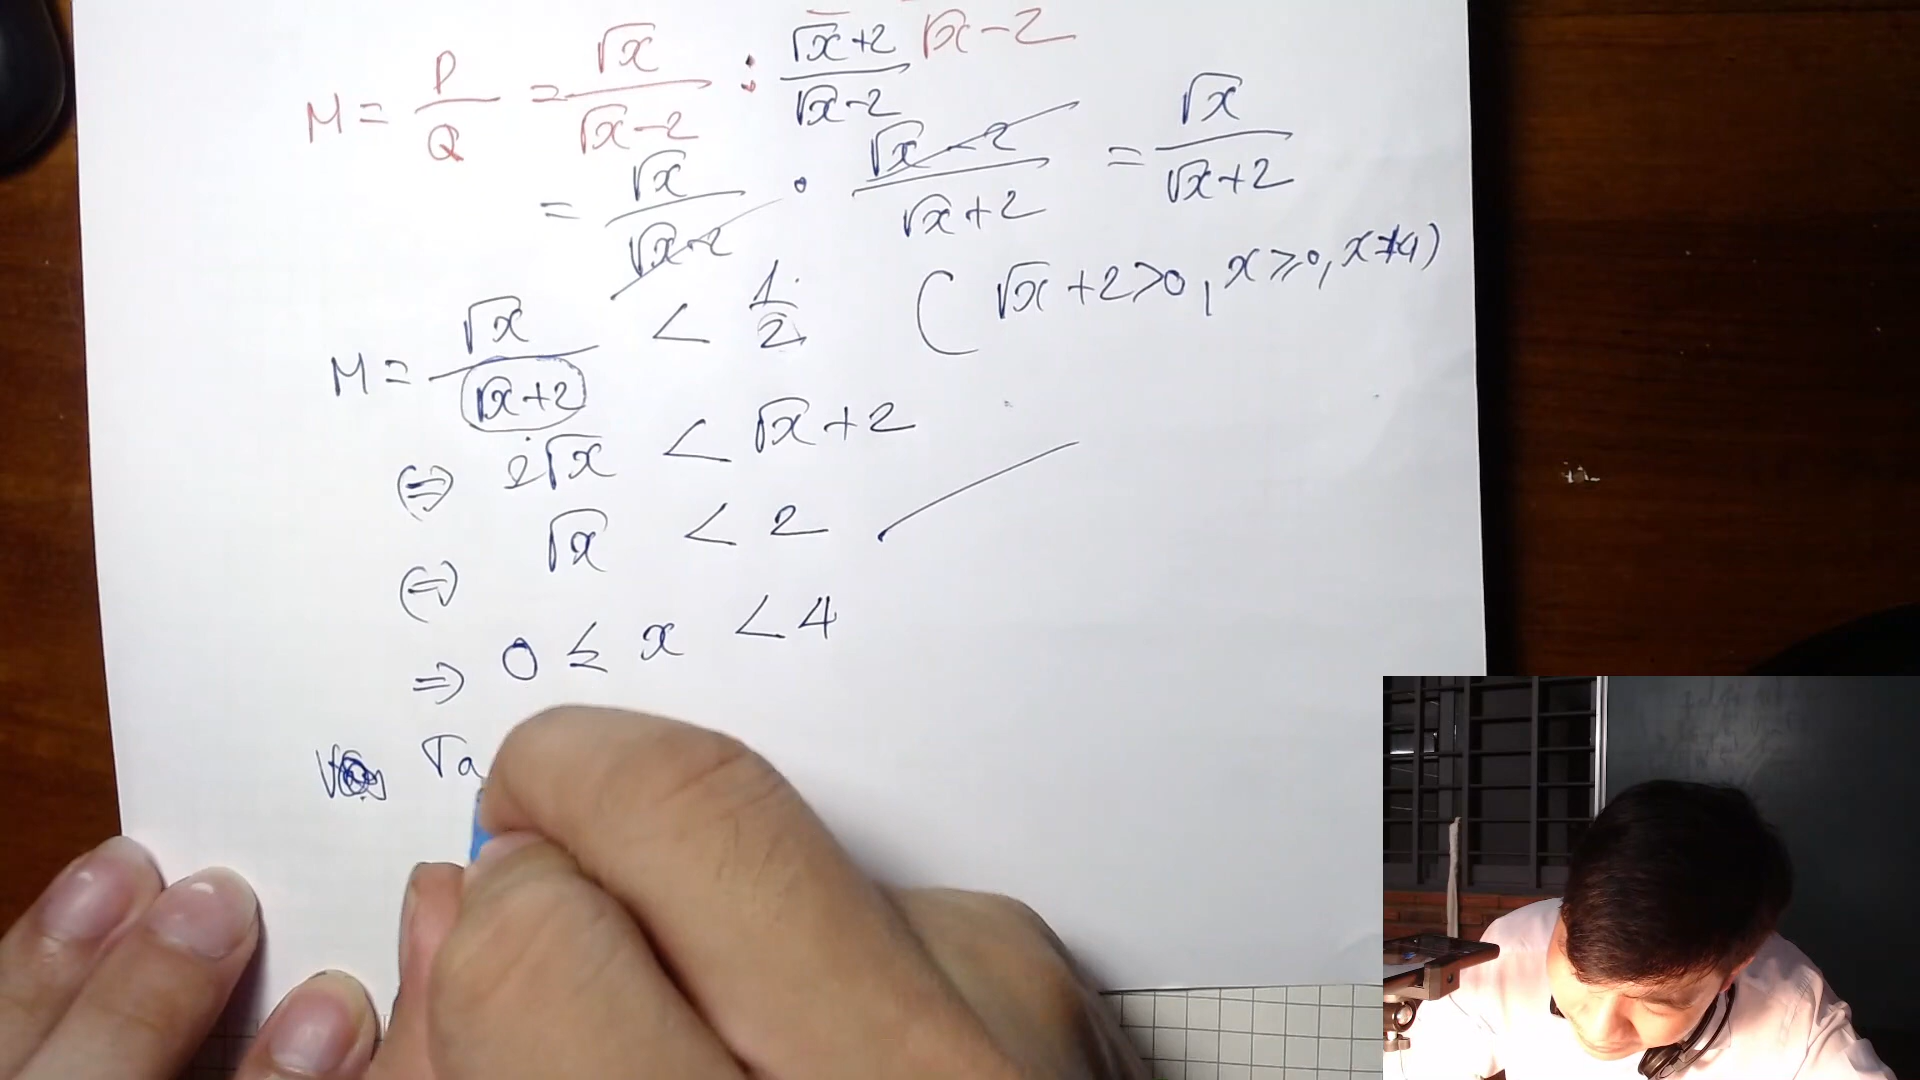 M = P/Q = √x/(√x-2) : (√x+2)/(√x-2) √x-2
= √x/(√x-2) · (√x-2)/(√x+2) = √x/(√x+2)
M = √x/(√x+2) < 1/2 ( √x+2>0, x≥0, x≠4)
⇔ 2√x < √x+2
⇔ √x < 2
⇒ 0 ≤ x < 4
Ta